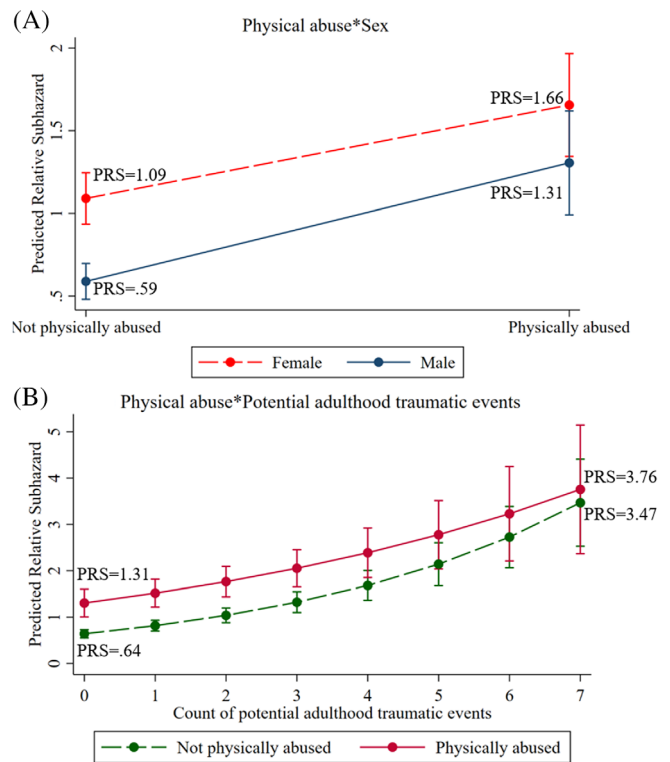 (A)
Physical abuse*Sex
Predicted Relative Subhazard
2
1.5
1
.5
PRS=1.09
PRS=.59
PRS=1.66
PRS=1.31
Not physically abused
Physically abused
Female
Male
(B)
Physical abuse*Potential adulthood traumatic events
Predicted Relative Subhazard
5
4
3
2
1
0
PRS=1.31
PRS=.64
PRS=3.76
PRS=3.47
0 1 2 3 4 5 6 7
Count of potential adulthood traumatic events
Not physically abused
Physically abused